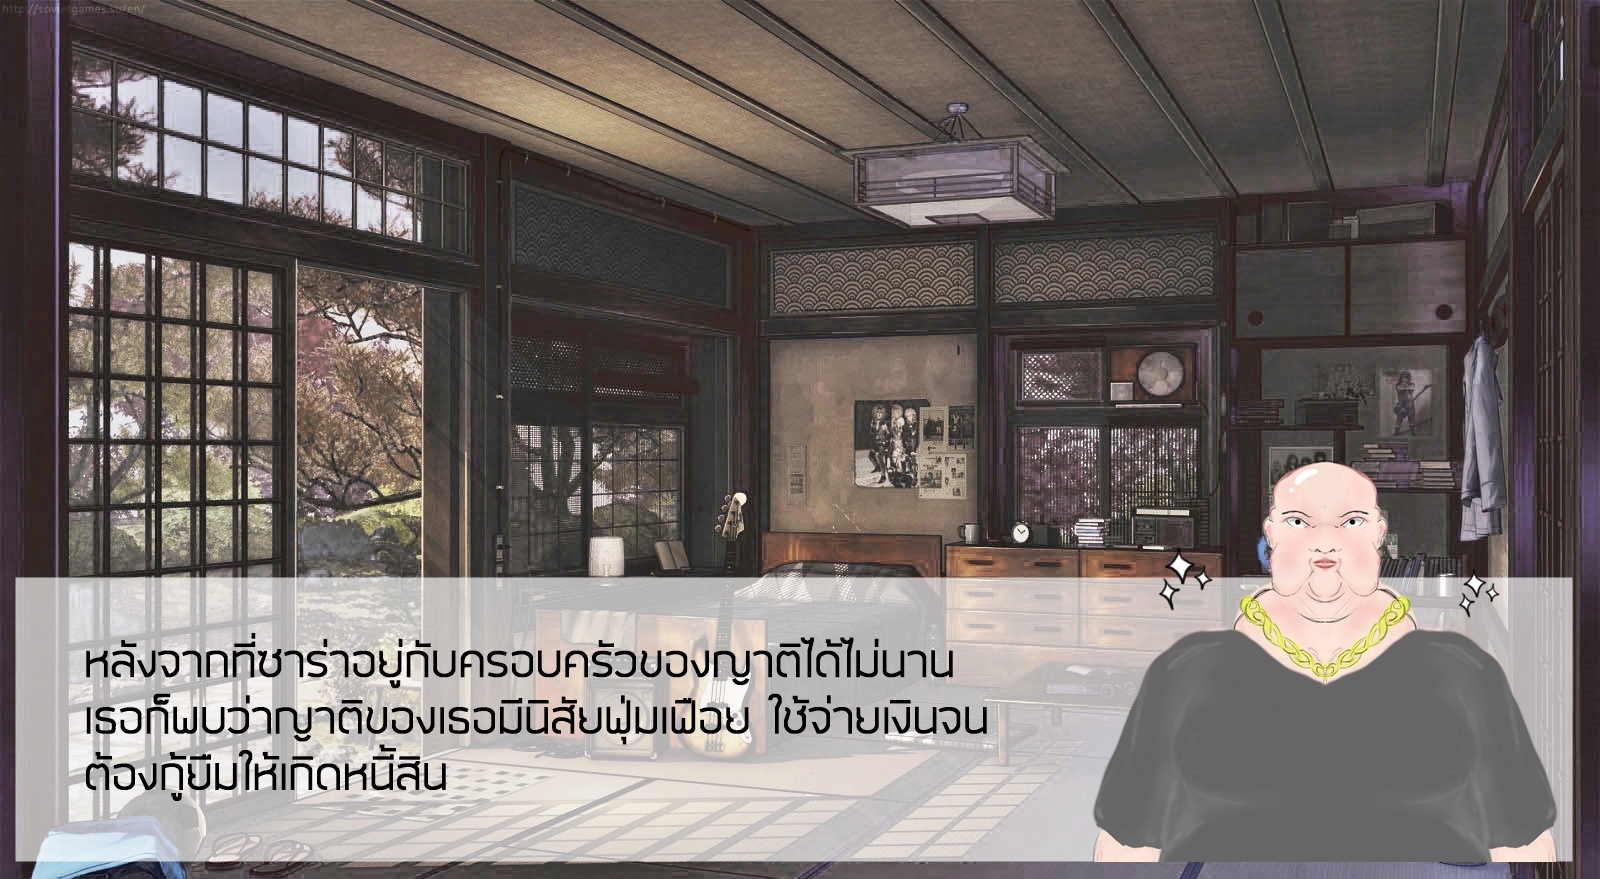 http://sovietgames.su/en/
หลังจากที่ซาร่าอยู่กับครอบครัวของญาติได้ไม่นาน
เธอก็พบว่าญาติของเธอมีนิสัยฟุ่มเฟือย ใช้จ่ายเงินจน
ต้องกู้ยืมให้เกิดหนี้สิน